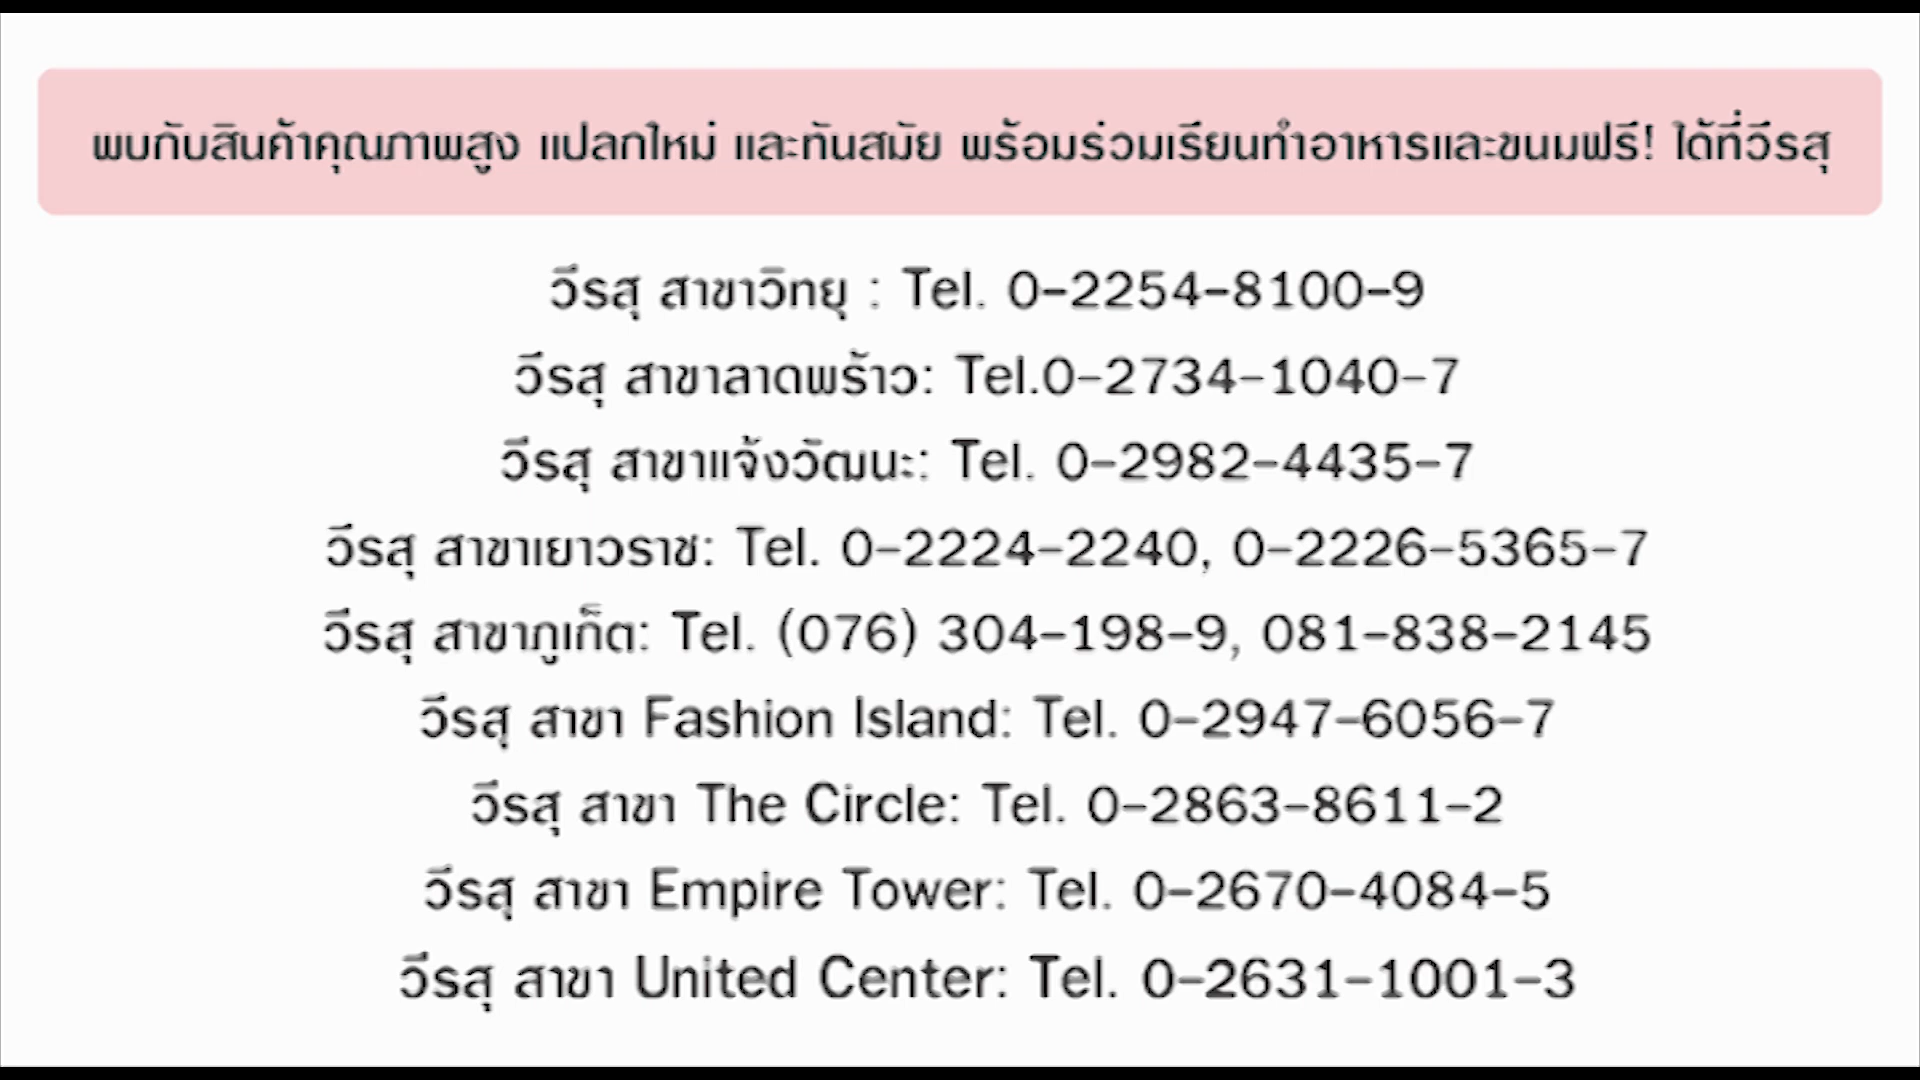 พบกับสินค้าคุณภาพสูง แปลกใหม่ และทันสมัย พร้อมร่วมเรียนทำอาหารและขนมฟรี! ได้ที่วีรสุ
วีรสุ สาขาวิทยุ : Tel. 0-2254-8100-9
วีรสุ สาขาลาดพร้าว: Tel.0-2734-1040-7
วีรสุ สาขาแจ้งวัฒนะ: Tel. 0-2982-4435-7
วีรสุ สาขาเยาวราช: Tel. 0-2224-2240, 0-2226-5365-7
วีรสุ สาขาภูเก็ต: Tel. (076) 304-198-9, 081-838-2145
วีรสุ สาขา Fashion Island: Tel. 0-2947-6056-7
วีรสุ สาขา The Circle: Tel. 0-2863-8611-2
วีรสุ สาขา Empire Tower: Tel. 0-2670-4084-5
วีรสุ สาขา United Center: Tel. 0-2631-1001-3